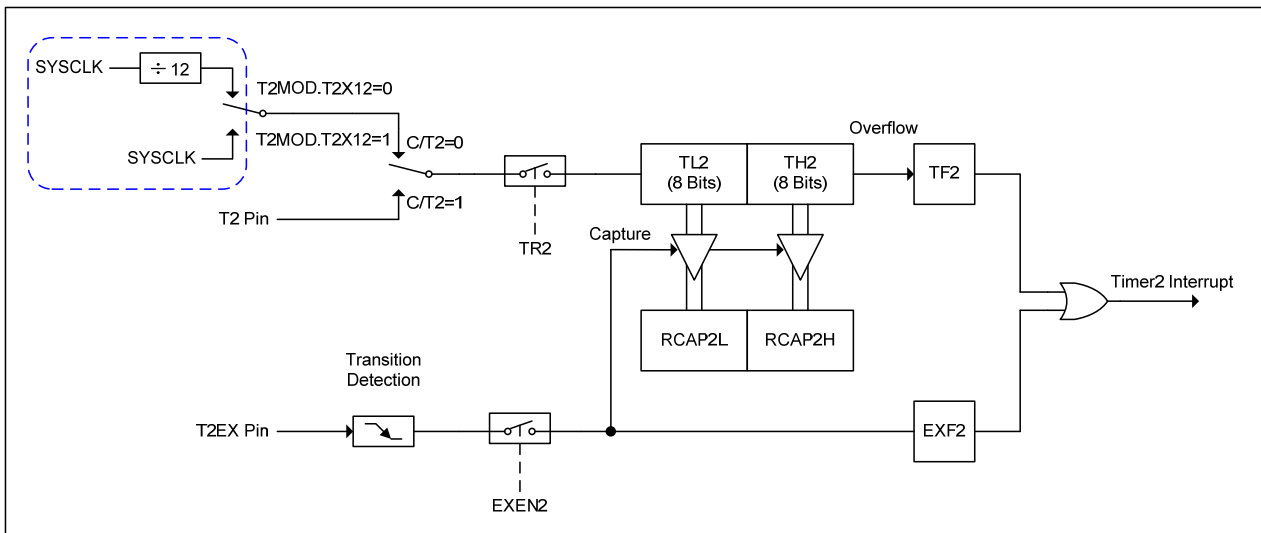 SYSCLK
÷ 12
T2MOD.T2X12=0
T2MOD.T2X12=1
SYSCLK
C/T2=0
C/T2=1
T2 Pin
TR2
TL2
(8 Bits)
TH2
(8 Bits)
Overflow
TF2
Capture
RCAP2L
RCAP2H
Timer2 Interrupt
Transition
Detection
T2EX Pin
EXEN2
EXF2